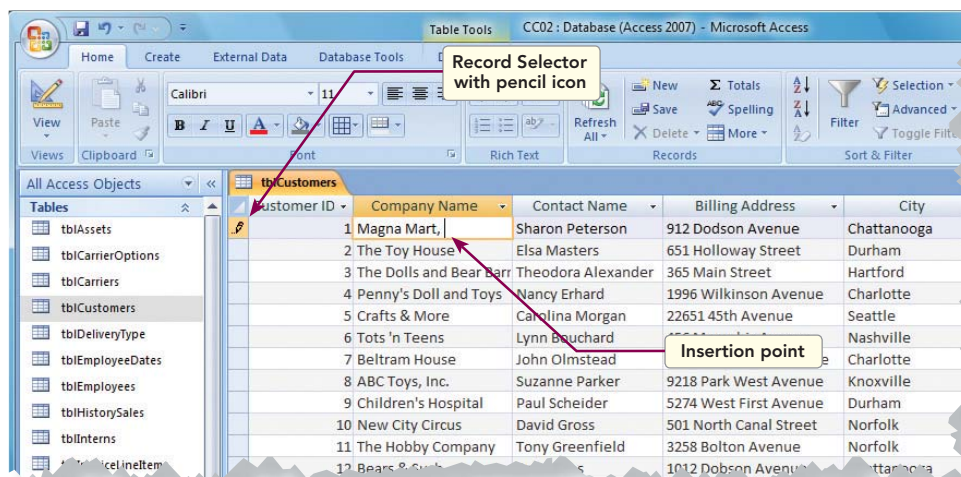 Table Tools CC02 : Database (Access 2007) - Microsoft Access
Home Create External Data Database Tools
Record Selector
with pencil icon
View
Paste
Calibri 11
B I U A
Refresh
All
New
Save
Delete
Totals
Spelling
More
Filter
Selection
Advanced
Toggle
Views Clipboard Font Rich Text Records Sort & Filter
All Access Objects
Tables
tblAssets
tblCarrierOptions
tblCarriers
tblCustomers
tblDeliveryType
tblEmployeeDates
tblEmployees
tblHistorySales
tblInterns
tblCustomers
Customer ID Company Name Contact Name Billing Address City
1 Magna Mart, Sharon Peterson 912 Dodson Avenue Chattanooga
2 The Toy House Elsa Masters 651 Holloway Street Durham
3 The Dolls and Bear Barr Theodora Alexander 365 Main Street Hartford
4 Penny's Doll and Toys Nancy Erhard 1996 Wilkinson Avenue Charlotte
5 Crafts & More Carolina Morgan 22651 45th Avenue Seattle
6 Tots 'n Teens Lynn Bouchard Nashville
7 Beltram House John Olmstead Charlotte
8 ABC Toys, Inc. Suzanne Parker 9218 Park West Avenue Knoxville
9 Children's Hospital Paul Scheider 5274 West First Avenue Durham
10 New City Circus David Gross 501 North Canal Street Norfolk
11 The Hobby Company Tony Greenfield 3258 Bolton Avenue Norfolk
12 Bears & 1012 Dobson Avenue
Insertion point